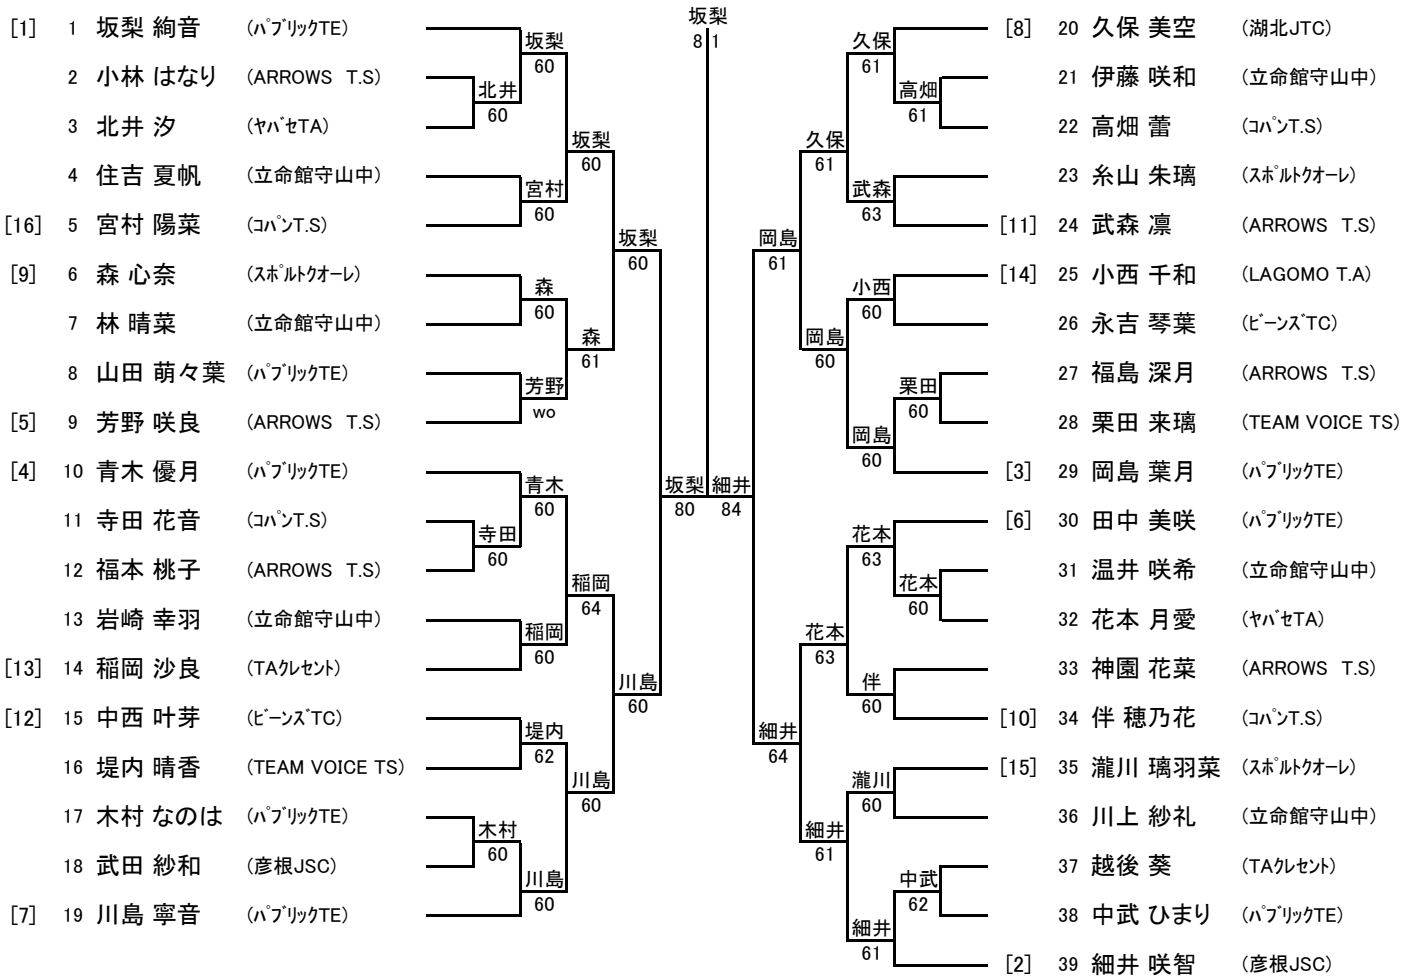 坂梨
8 1
[1] 1 坂梨 絢音 (ﾊﾟﾌﾞﾘｯｸTE)
2 小林 はなり (ARROWS T.S)
3 北井 汐 (ﾔﾊﾞｾTA)
4 住吉 夏帆 (立命館守山中)
[16] 5 宮村 陽菜 (ｺﾊﾟﾝT.S)
[9] 6 森 心奈 (ｽﾎﾟﾙﾄｸｵｰﾚ)
7 林 晴菜 (立命館守山中)
8 山田 萌々葉 (ﾊﾟﾌﾞﾘｯｸTE)
[5] 9 芳野 咲良 (ARROWS T.S)
[4] 10 青木 優月 (ﾊﾟﾌﾞﾘｯｸTE)
11 寺田 花音 (ｺﾊﾟﾝT.S)
12 福本 桃子 (ARROWS T.S)
13 岩崎 幸羽 (立命館守山中)
[13] 14 稲岡 沙良 (TAｸﾚｾﾝﾄ)
[12] 15 中西 叶芽 (ﾋﾞｰﾝｽﾞTC)
16 堤内 晴香 (TEAM VOICE TS)
17 木村 なのは (ﾊﾟﾌﾞﾘｯｸTE)
18 武田 紗和 (彦根JSC)
[7] 19 川島 寧音 (ﾊﾟﾌﾞﾘｯｸTE)
北井
60
寺田
60
木村
60
坂梨
60
宮村
60
森
60
芳野
wo
青木
60
稲岡
60
堤内
62
川島
60
坂梨
60
森
61
稲岡
64
川島
60
坂梨
60
川島
60
坂梨
80
細井
84
岡島
61
細井
64
久保
61
岡島
60
花本
63
細井
61
久保
61
武森
63
小西
60
岡島
60
花本
63
伴
60
瀧川
60
細井
61
高畑
61
栗田
60
花本
60
中武
62
[8] 20 久保 美空 (湖北JTC)
21 伊藤 咲和 (立命館守山中)
22 高畑 蕾 (ｺﾊﾟﾝT.S)
23 糸山 朱璃 (ｽﾎﾟﾙﾄｸｵｰﾚ)
[11] 24 武森 凛 (ARROWS T.S)
[14] 25 小西 千和 (LAGOMO T.A)
26 永吉 琴葉 (ﾋﾞｰﾝｽﾞTC)
27 福島 深月 (ARROWS T.S)
28 栗田 来璃 (TEAM VOICE TS)
[3] 29 岡島 葉月 (ﾊﾟﾌﾞﾘｯｸTE)
[6] 30 田中 美咲 (ﾊﾟﾌﾞﾘｯｸTE)
31 温井 咲希 (立命館守山中)
32 花本 月愛 (ﾔﾊﾞｾTA)
33 神園 花菜 (ARROWS T.S)
[10] 34 伴 穂乃花 (ｺﾊﾟﾝT.S)
[15] 35 瀧川 璃羽菜 (ｽﾎﾟﾙﾄｸｵｰﾚ)
36 川上 紗礼 (立命館守山中)
37 越後 葵 (TAｸﾚｾﾝﾄ)
38 中武 ひまり (ﾊﾟﾌﾞﾘｯｸTE)
[2] 39 細井 咲智 (彦根JSC)